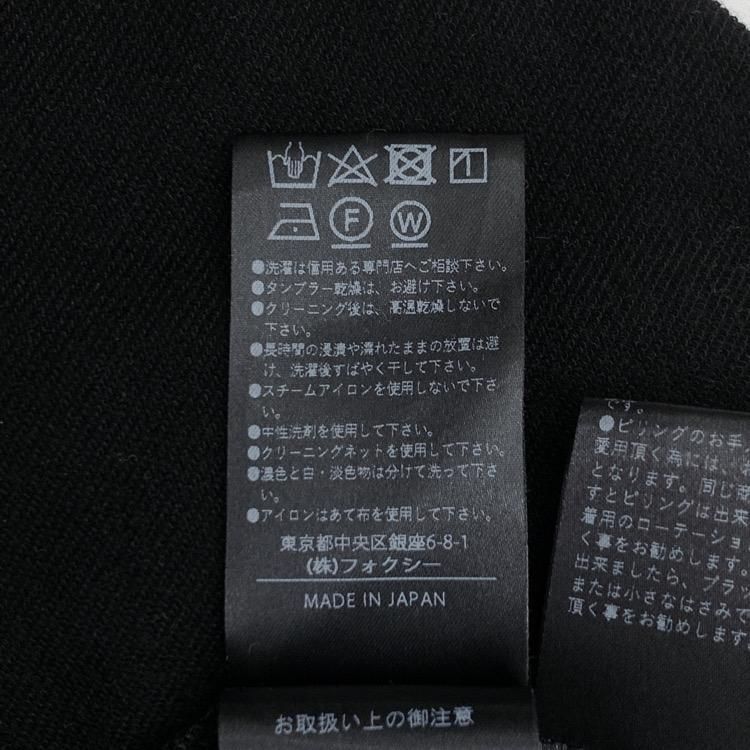 F W
●洗濯は信用ある専門店へご相談下さい。
●タンブラー乾燥は、お避け下さい。
●クリーニング後は、高温乾燥しないで
下さい。
●長時間の浸漬や濡れたままの放置は避
け、洗濯後すばやく干して下さい。
●スチームアイロンを使用しないで下さ
い。
●中性洗剤を使用して下さい。
●クリーニングネットを使用して下さい。
●濃色と白・淡色物は分けて洗って下さ
い。
●アイロンはあて布を使用して下さい。
東京都中央区銀座6-8-1
(株)フォクシー
MADE IN JAPAN
お取扱い上の御注意
です。
●ピリングのお手
愛用頂く為には、
となります。同じ商
すとピリングは出来
着用のローテーショ
く事をお勧めします。
出来ましたら、ブラッ
または小さなはさみで
頂く事をお勧めします